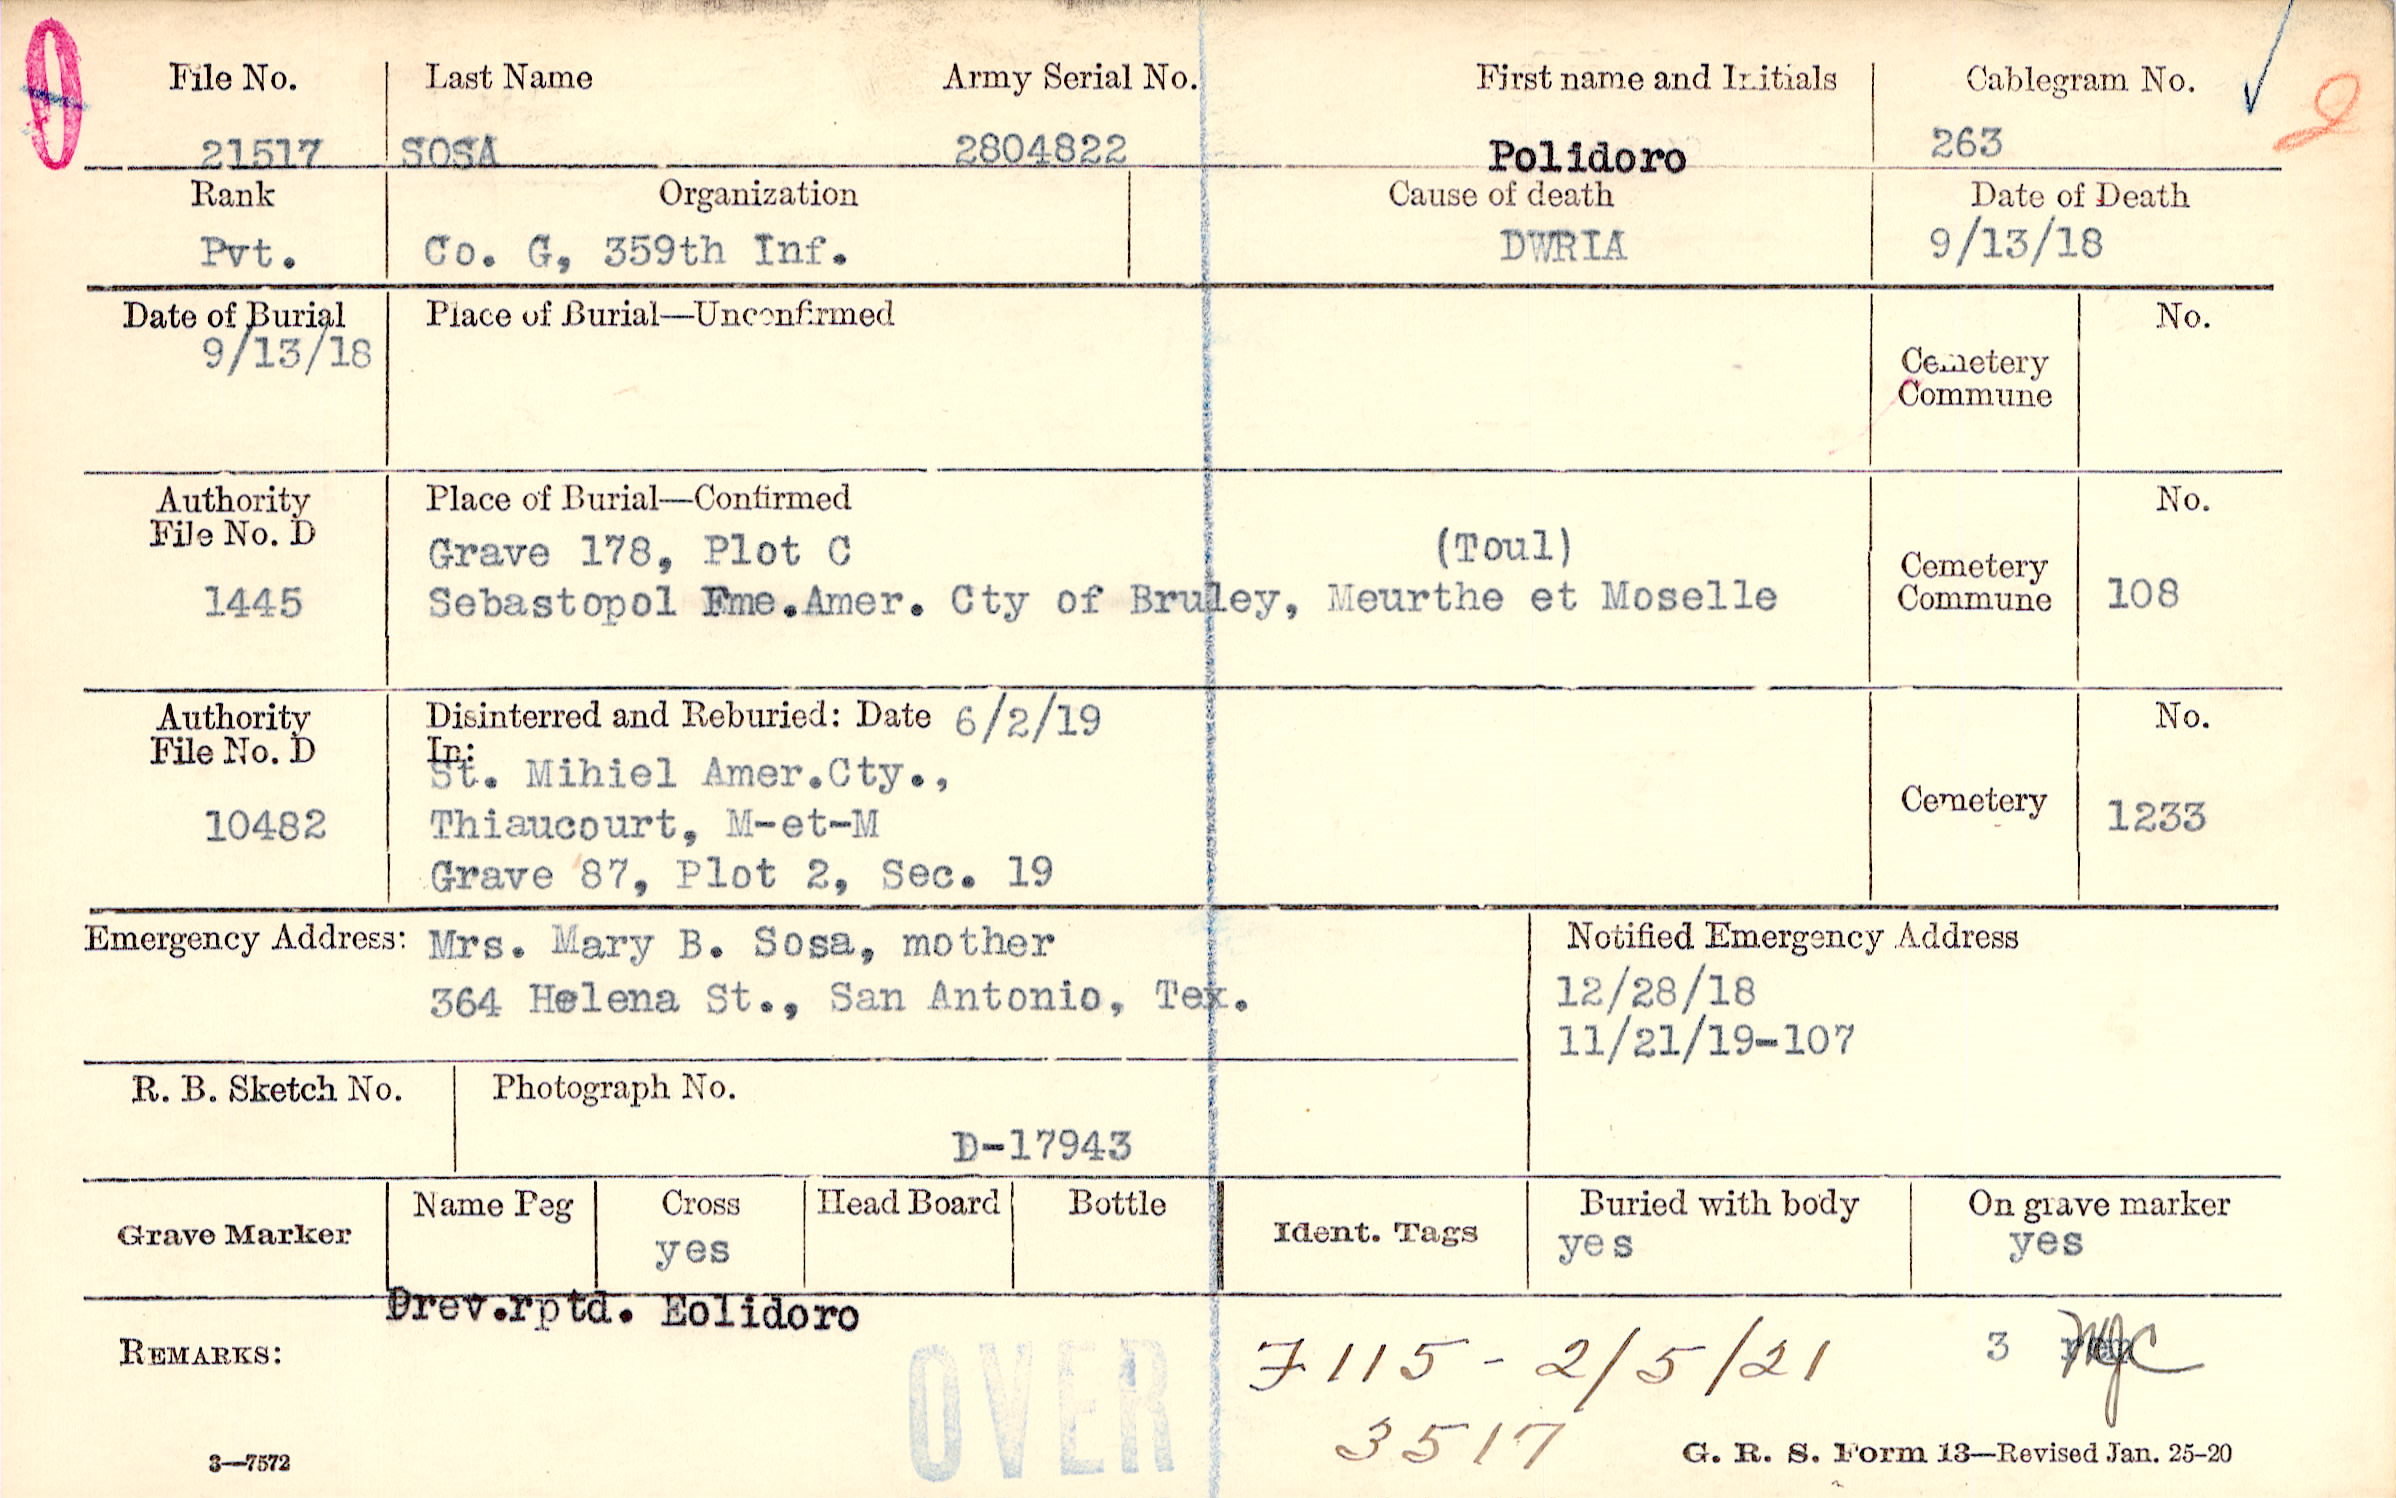 File No. Last Name Army Serial No. First name and Initials Cablegram No.
21517 SOSA 2804822 Polidoro 263
2
Rank Organization Cause of death Date of Death
Pvt. Co. G, 359th Inf. DWRIA 9/13/18
Date of Burial Place of Burial—Unconfirmed No.
9/13/18
Cemetery
Commune
Authority Place of Burial—Confirmed No.
File No. D
Grave 178, Plot C (Toul)
1445 Sebastopol Fme.Amer. Cty of Bruley, Meurthe et Moselle
Cemetery
Commune 108
Authority Disinterred and Reburied: Date 6/2/19 No.
File No. D In:
St. Mihiel Amer.Cty.,
10482 Thiaucourt, M-et-M Cemetery 1233
Grave 87, Plot 2, Sec. 19
Emergency Address: Mrs. Mary B. Sosa, mother
364 Helena St., San Antonio, Tex.
Notified Emergency Address
12/28/18
11/21/19-107
R. B. Sketch No. Photograph No.
D-17943
Grave Marker Name Peg Cross Head Board Bottle Ident. Tags Buried with body On grave marker
yes yes yes
Prev.rptd. Eolidoro
REMARKS:
OVER
7115 - 2/5/21
3
3517
3—7572 G. R. S. Form 13—Revised Jan. 25-20